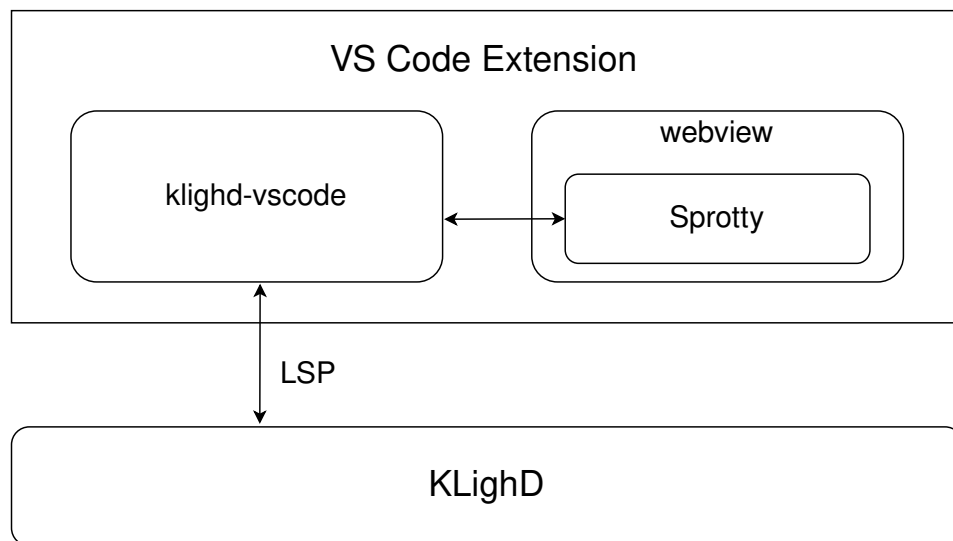 VS Code Extension
webview
klighd-vscode
Sprotty
LSP
KLighD